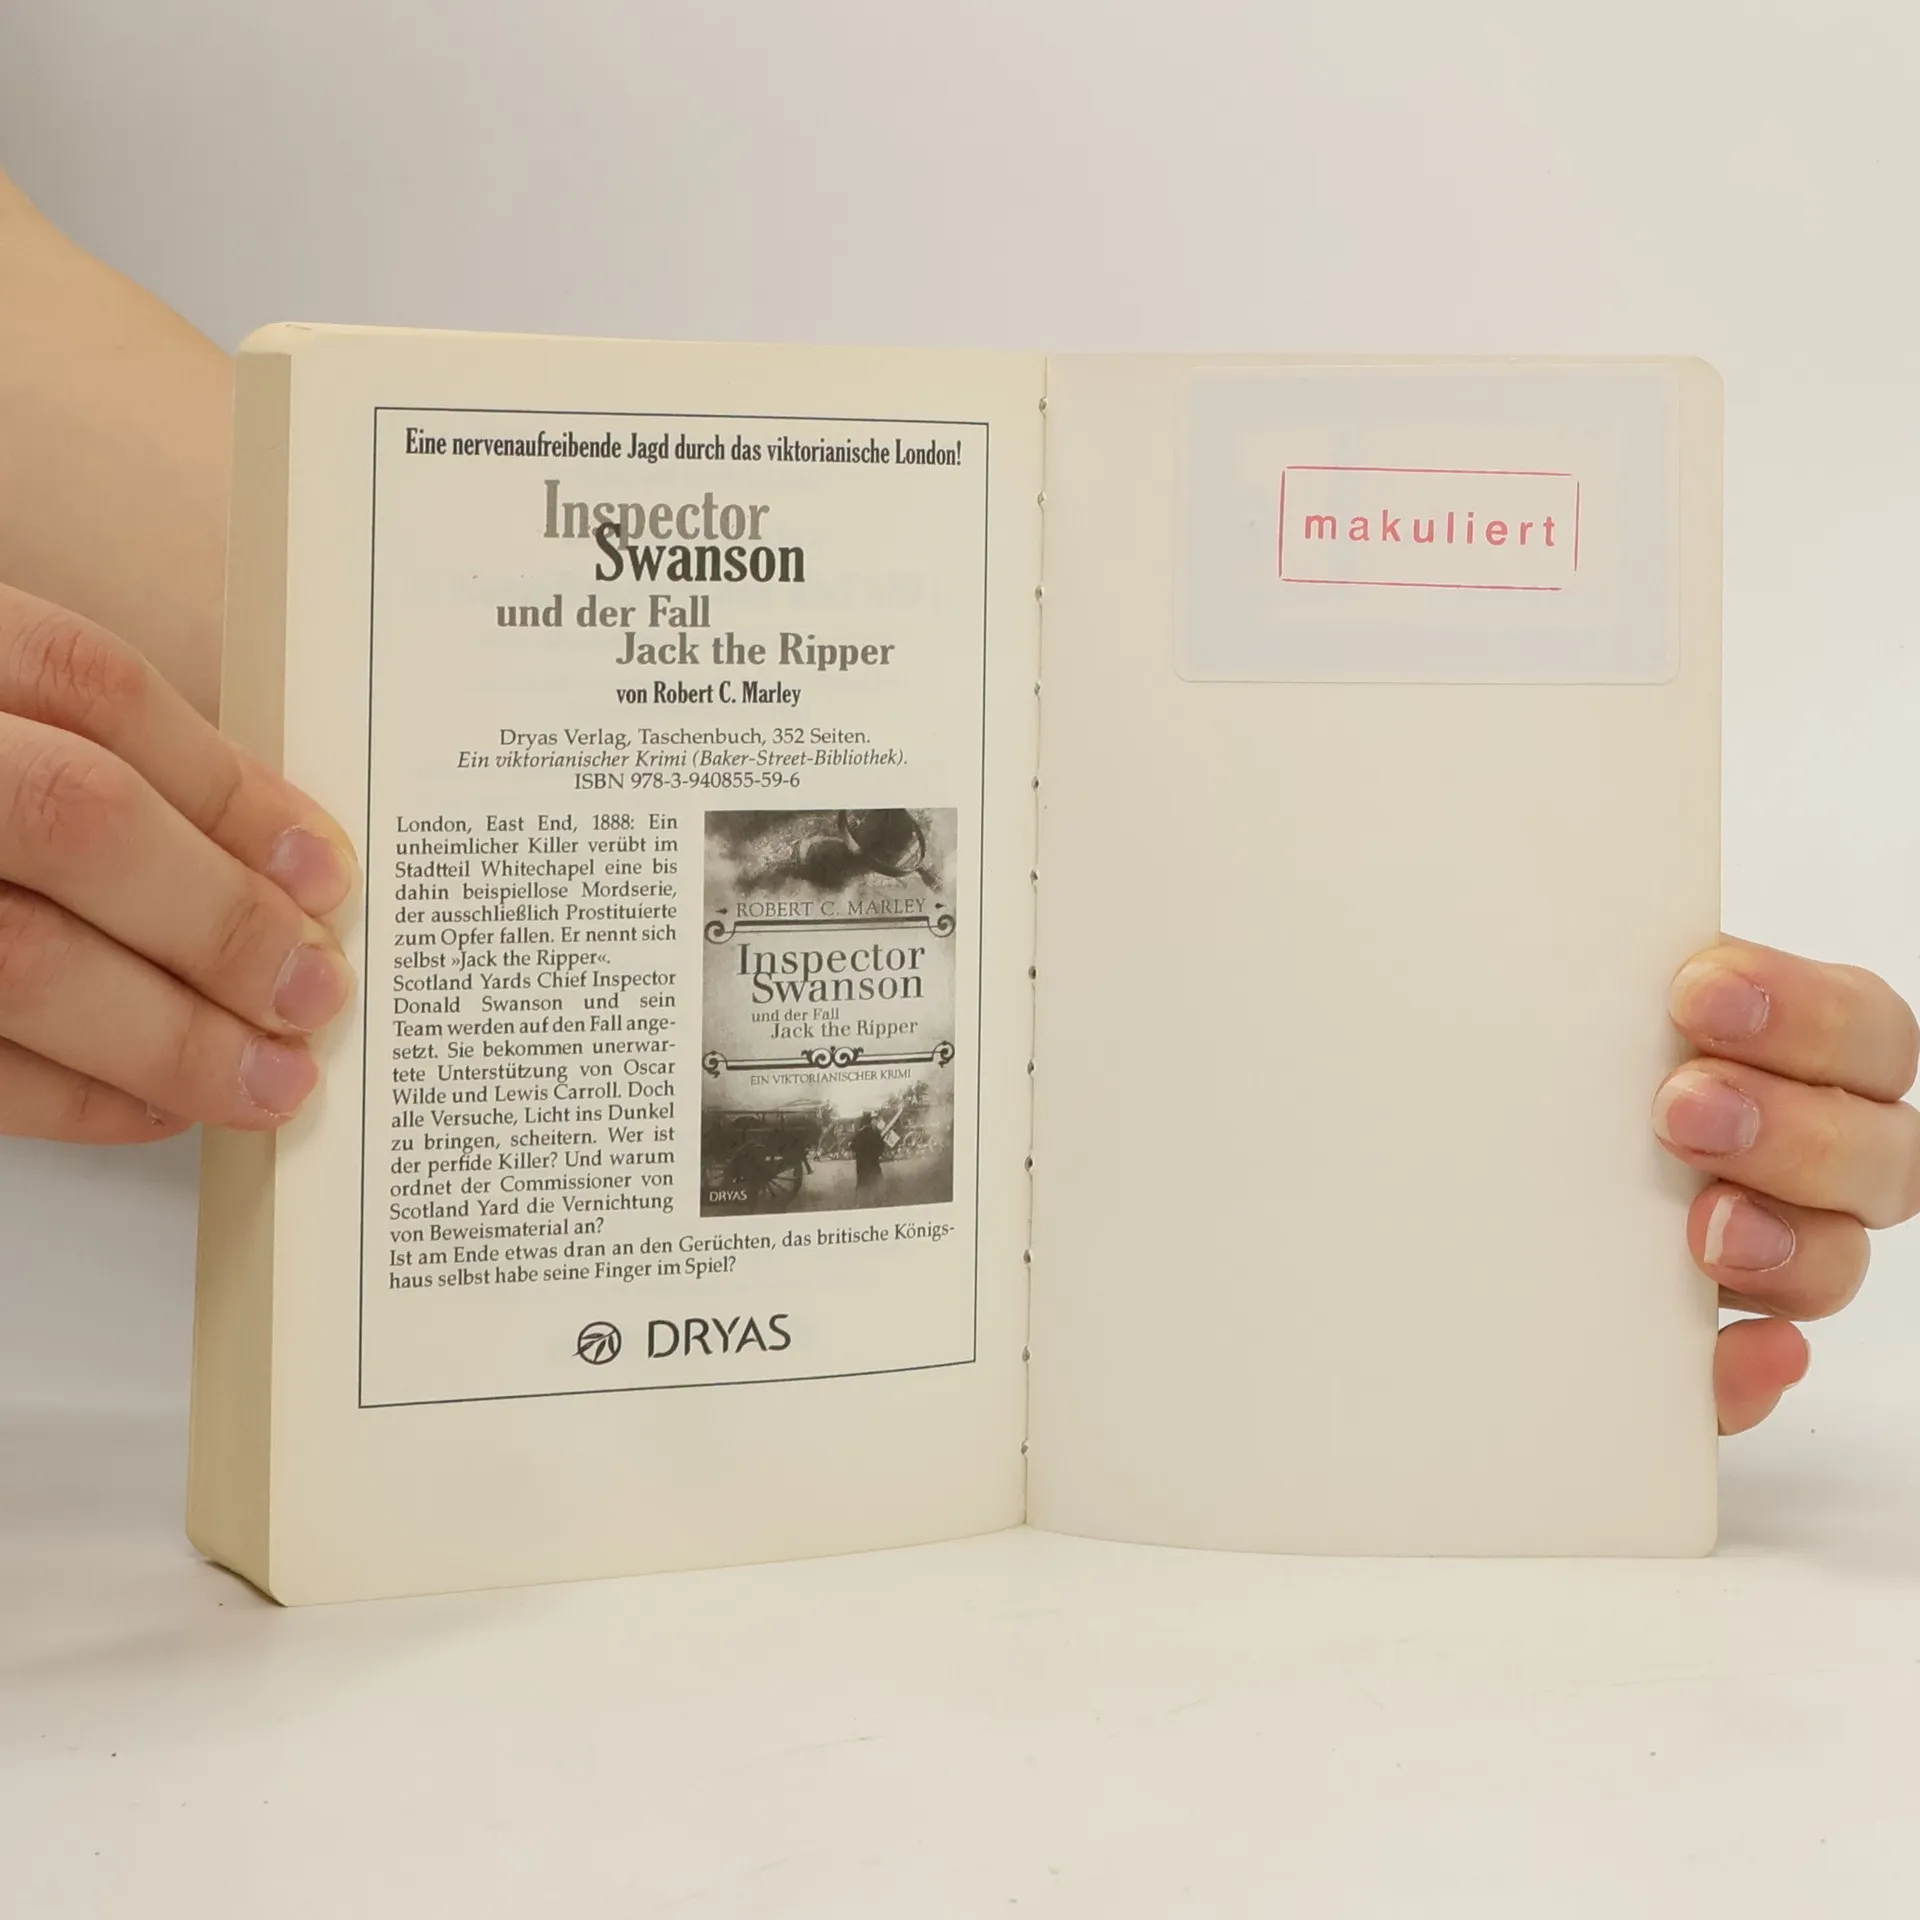 Eine nervenaufreibende Jagd durch das viktorianische London!
Inspector
Swanson
und der Fall
Jack the Ripper
von Robert C. Marley
Dryas Verlag, Taschenbuch, 352 Seiten.
Ein viktorianischer Krimi (Baker-Street-Bibliothek).
ISBN 978-3-940855-59-6
London, East End, 1888: Ein
unheimlicher Killer verübt im
Stadtteil Whitechapel eine bis
dahin beispiellose Mordserie,
der ausschließlich Prostituierte
zum Opfer fallen. Er nennt sich
selbst »Jack the Ripper«.
Scotland Yards Chief Inspector
Donald Swanson und sein
Team werden auf den Fall ange-
setzt. Sie bekommen unerwar-
tete Unterstützung von Oscar
Wilde und Lewis Carroll. Doch
alle Versuche, Licht ins Dunkel
zu bringen, scheitern. Wer ist
der perfide Killer? Und warum
ordnet der Commissioner von
Scotland Yard die Vernichtung
von Beweismaterial an?
Ist am Ende etwas dran an den Gerüchten, das britische Königs-
haus selbst habe seine Finger im Spiel?
ROBERT C. MARLEY
Inspector
Swanson
und der Fall
Jack the Ripper
EIN VIKTORIANISCHER KRIMI
DRYAS
DRYAS
makuliert